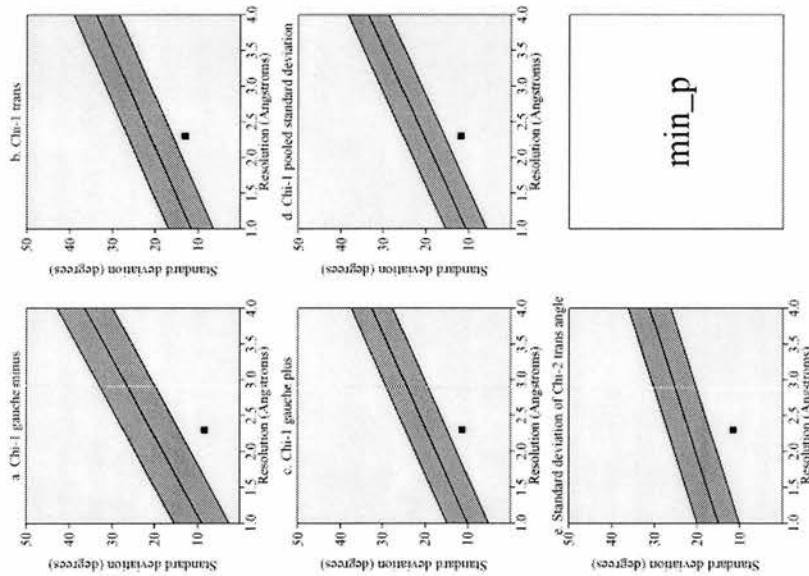 a. Chi-1 gauche minus
Standard deviation (degrees)
50
40
30
20
10
1.0 1.5 2.0 2.5 3.0 3.5 4.0
Resolution (Angstroms)
b. Chi-1 trans
Standard deviation (degrees)
50
40
30
20
10
1.0 1.5 2.0 2.5 3.0 3.5 4.0
Resolution (Angstroms)
c. Chi-1 gauche plus
Standard deviation (degrees)
50
40
30
20
10
1.0 1.5 2.0 2.5 3.0 3.5 4.0
Resolution (Angstroms)
d. Chi-1 pooled standard deviation
Standard deviation (degrees)
50
40
30
20
10
1.0 1.5 2.0 2.5 3.0 3.5 4.0
Resolution (Angstroms)
e. Standard deviation of Chi-2 trans angle
Standard deviation (degrees)
50
40
30
20
10
1.0 1.5 2.0 2.5 3.0 3.5 4.0
Resolution (Angstroms)
min_p